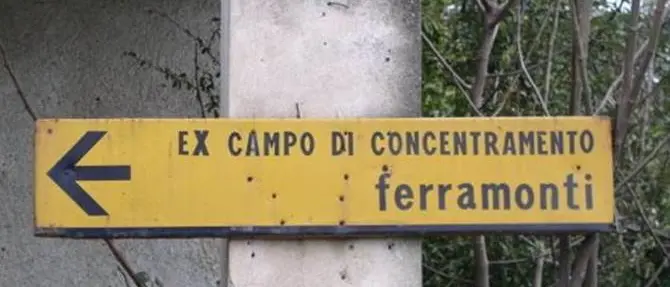 EX CAMPO DI CONCENTRAMENTO
ferramonti